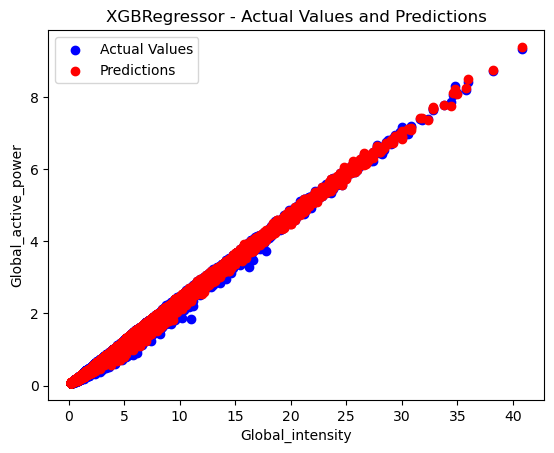 XGBRegressor - Actual Values and Predictions
Actual Values
Predictions
Global_active_power
8
6
4
2
0
0 5 10 15 20 25 30 35 40
Global_intensity